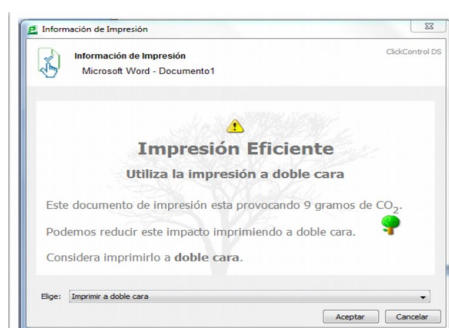 Información de Impresión
Información de Impresión
ClickControl DS
Microsoft Word - Documento1
Impresión Eficiente
Utiliza la impresión a doble cara
Este documento de impresión esta provocando 9 gramos de CO₂.
Podemos reducir este impacto imprimiendo a doble cara.
Considera imprimirlo a doble cara.
Elige: Imprimir a doble cara
Aceptar Cancelar